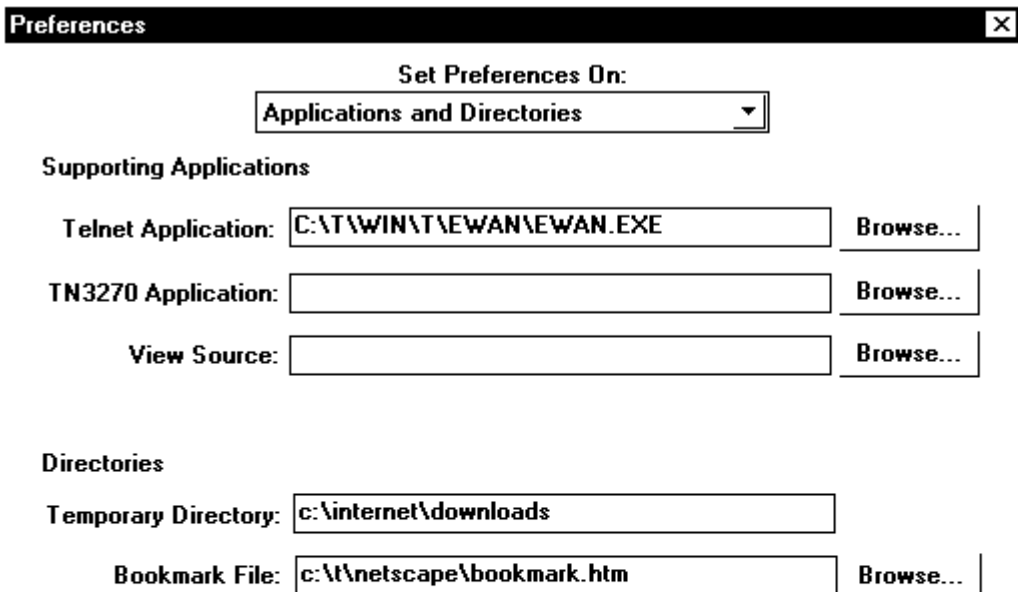 Preferences
Set Preferences On:
Applications and Directories
Supporting Applications
Telnet Application: C:\T\WIN\T\EWAN\EWAN.EXE Browse...
TN3270 Application: Browse...
View Source: Browse...
Directories
Temporary Directory: c:\internet\downloads
Bookmark File: c:\t\netscape\bookmark.htm Browse...